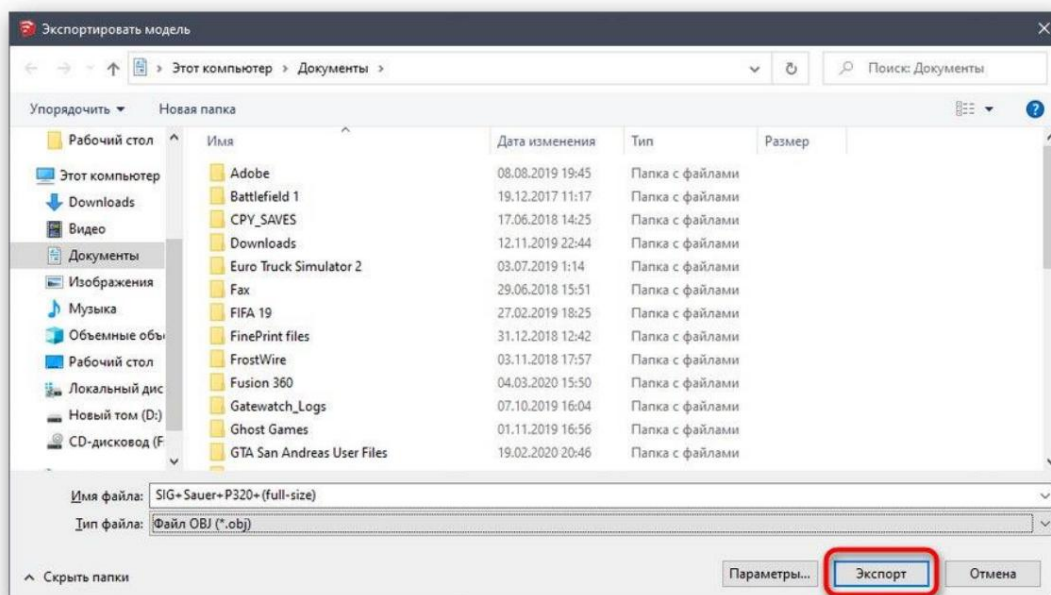 Экспортировать модель
Этот компьютер > Документы >
Поиск: Документы
Упорядочить
Новая папка
Имя Дата изменения Тип Размер
Рабочий стол
Этот компьютер
Downloads
Видео
Документы
Изображения
Музыка
Объемные объ
Рабочий стол
Локальный дис
Новый том (D:)
CD-дисковод (F
Adobe 08.08.2019 19:45 Папка с файлами
Battlefield 1 19.12.2017 11:17 Папка с файлами
CPY_SAVES 17.06.2018 14:25 Папка с файлами
Downloads 12.11.2019 22:44 Папка с файлами
Euro Truck Simulator 2 03.07.2019 1:14 Папка с файлами
Fax 29.06.2018 15:51 Папка с файлами
FIFA 19 27.02.2019 18:25 Папка с файлами
FinePrint files 31.12.2018 12:42 Папка с файлами
FrostWire 03.11.2018 17:57 Папка с файлами
Fusion 360 04.03.2020 15:50 Папка с файлами
Gatewatch_Logs 07.10.2019 16:04 Папка с файлами
Ghost Games 01.11.2019 16:56 Папка с файлами
GTA San Andreas User Files 19.02.2020 20:46 Папка с файлами
Имя файла: SIG+Sauer+P320+(full-size)
Тип файла: Файл OBJ (*.obj)
Скрыть папки
Параметры...
Экспорт
Отмена